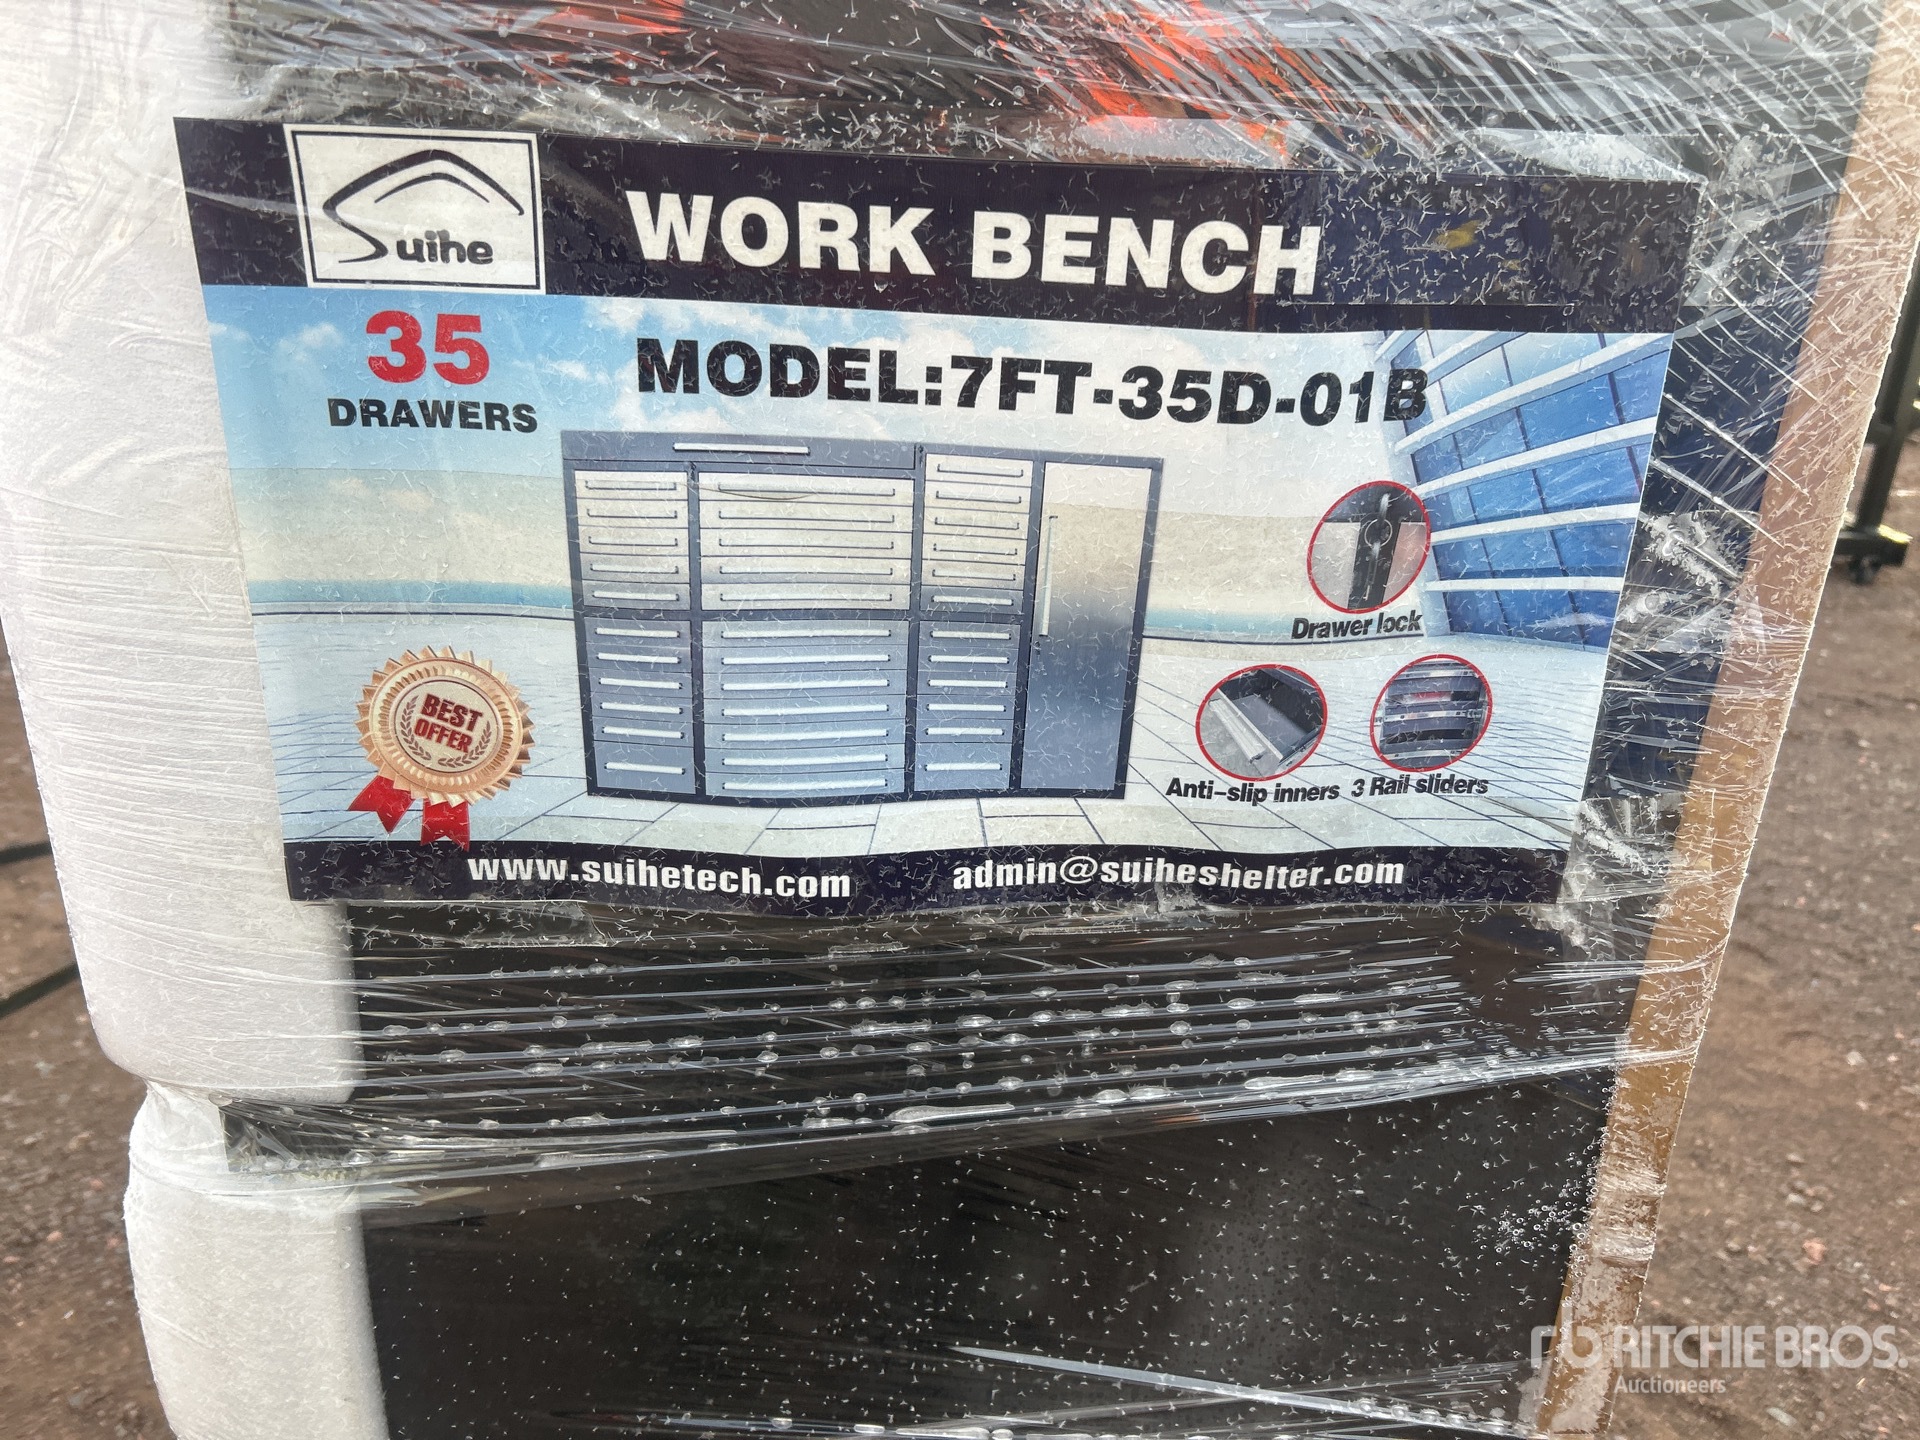 Suihe
WORK BENCH
35
DRAWERS
MODEL:7FT-35D-01B
Drawer lock
BEST
OFFER
Anti-slip inners
3 Rail sliders
www.suihetech.com
admin@suiheshelter.com
RITCHIE BROS.
Auctioneers